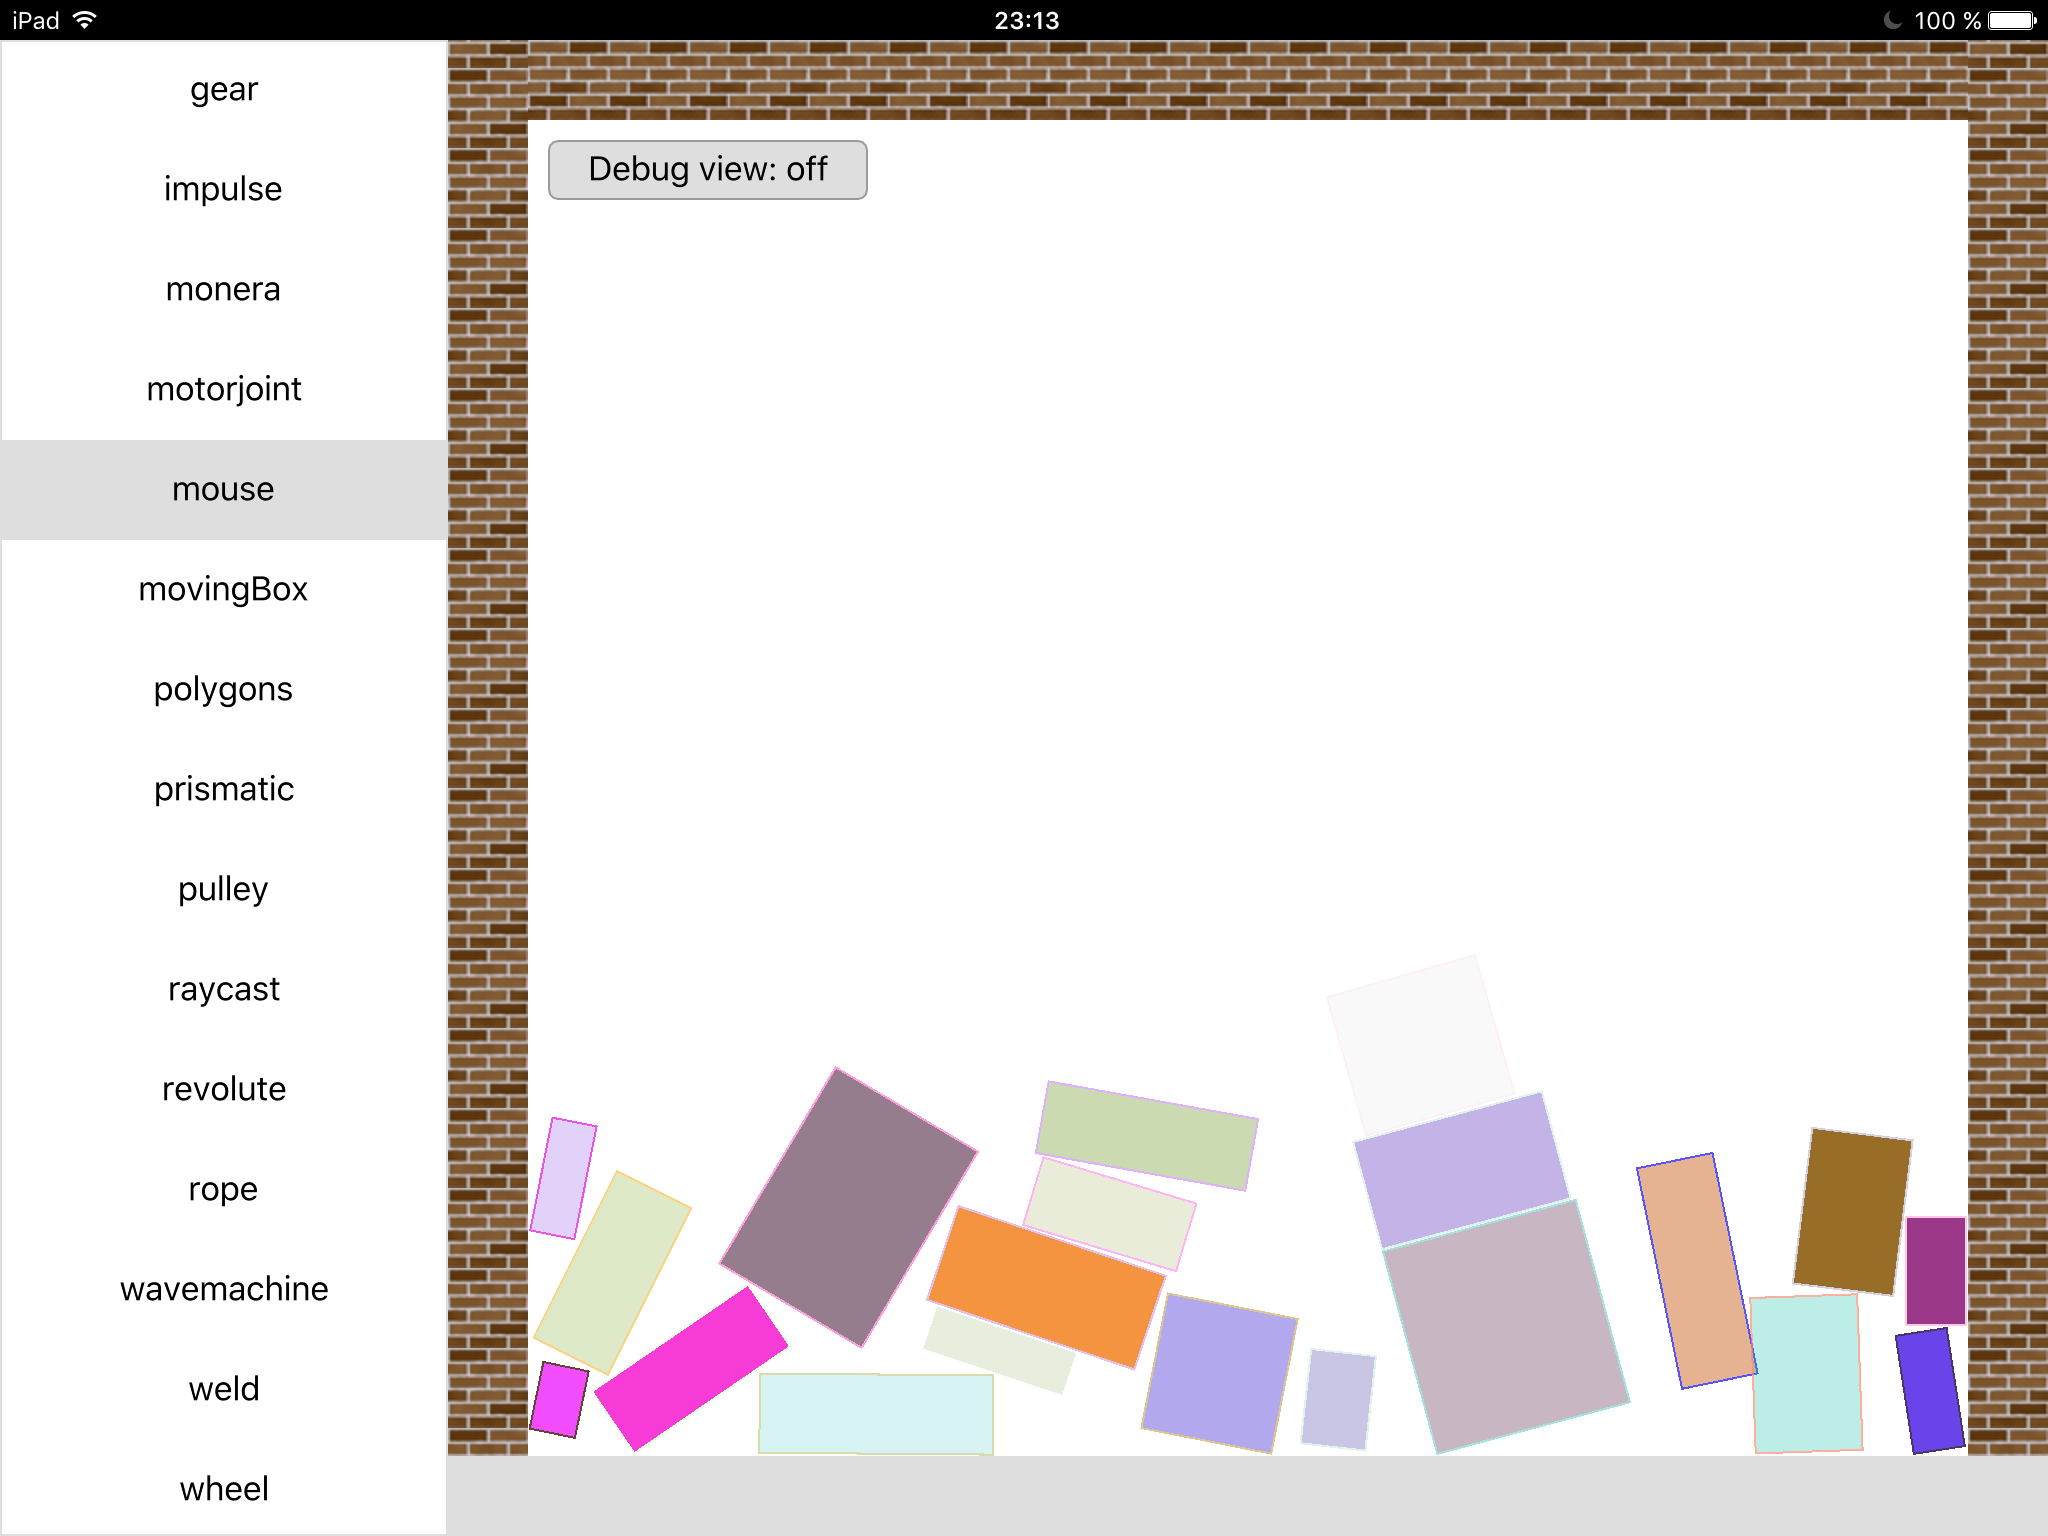 iPad 23:13 100 %
gear
impulse
monera
motorjoint
mouse
movingBox
polygons
prismatic
pulley
raycast
revolute
rope
wavemachine
weld
wheel
Debug view: off